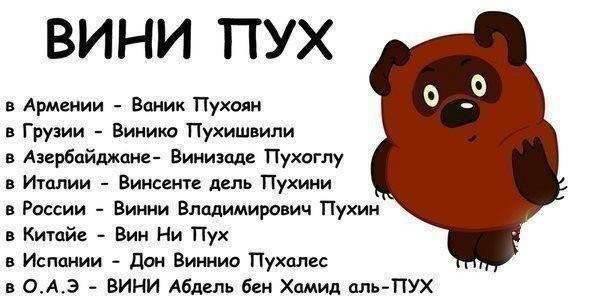 ВИНИ ПУХ
в Армении - Ваник Пухоян
в Грузии - Винико Пухишвили
в Азербайджане- Винизаде Пухоглу
в Италии - Винсенте дель Пухини
в России - Винни Владимирович Пухин
в Китайе - Вин Ни Пух
в Испании - Дон Виннио Пухалес
в О.А.Э - ВИНИ Абдель бен Хамид аль-ПУХ